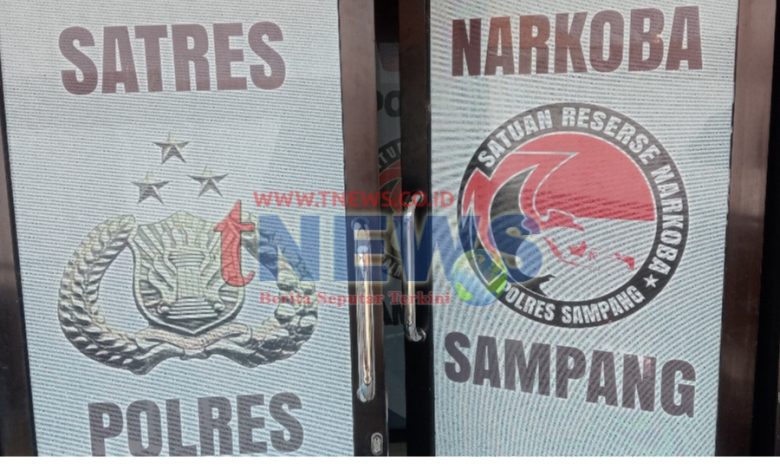 SATRES NARKOBA
SATUAN RESERSE NARKOBA ★
POLRES SAMPANG
WWW.TNEWS.CO.ID
tNEWS
Berita Seputar Terkini
POLRES SAMPANG